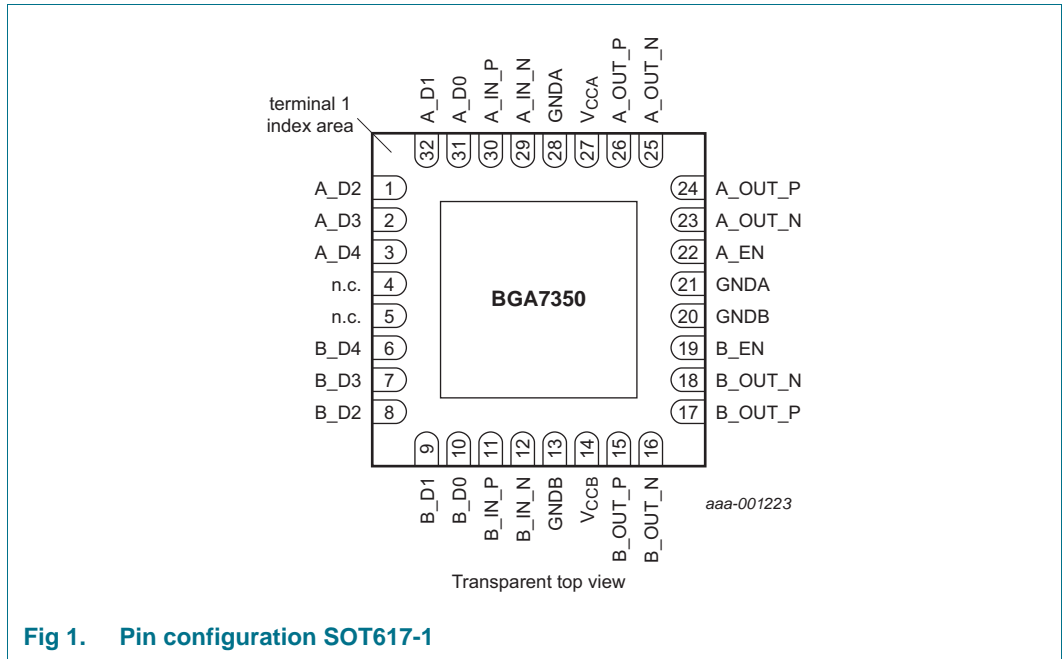 A_D1
A_D0
A_IN_P
A_IN_N
GNDA
VCCA
A_OUT_P
A_OUT_N
terminal 1
index area
32
31
30
29
28
27
26
25
A_D2 1
24 A_OUT_P
A_D3 2
23 A_OUT_N
A_D4 3
22 A_EN
n.c. 4
21 GNDA
BGA7350
n.c. 5
20 GNDB
B_D4 6
19 B_EN
B_D3 7
18 B_OUT_N
B_D2 8
17 B_OUT_P
9
10
11
12
13
14
15
16
B_D1
B_D0
B_IN_P
B_IN_N
GNDB
VCCB
B_OUT_P
B_OUT_N
aaa-001223
Transparent top view
Fig 1. Pin configuration SOT617-1